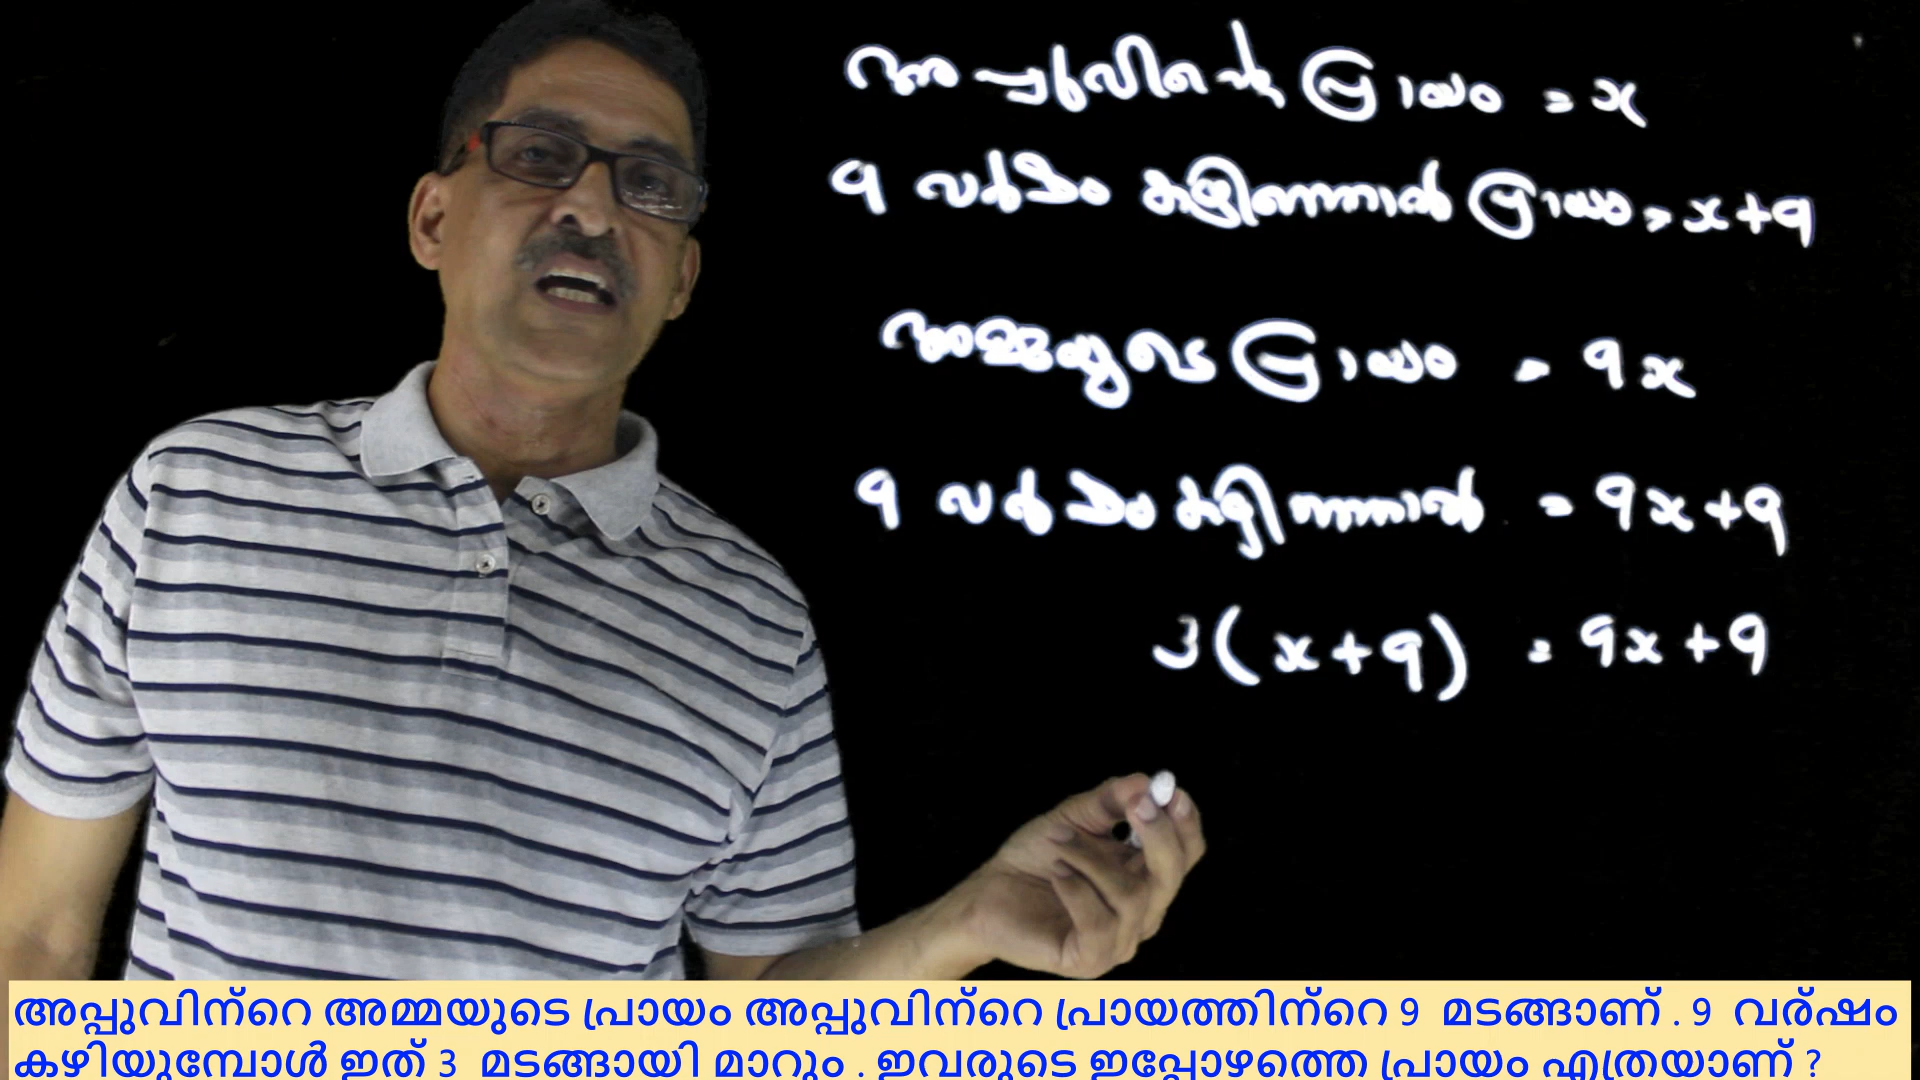 അപ്പുവിന്റെ പ്രായം = x
9 വർഷം കഴിഞ്ഞാൽ പ്രായം = x+9
അമ്മയുടെ പ്രായം = 9x
9 വർഷം കഴിഞ്ഞാൽ = 9x+9
3(x+9) = 9x+9
അപ്പുവിന്റെ അമ്മയുടെ പ്രായം അപ്പുവിന്റെ പ്രായത്തിന്റെ 9 മടങ്ങാണ് . 9 വര്ഷം
കഴിയുമ്പോൾ ഇത് 3 മടങ്ങായി മാറും . ഇവരുടെ ഇപ്പോഴത്തെ പ്രായം എത്രയാണ് ?